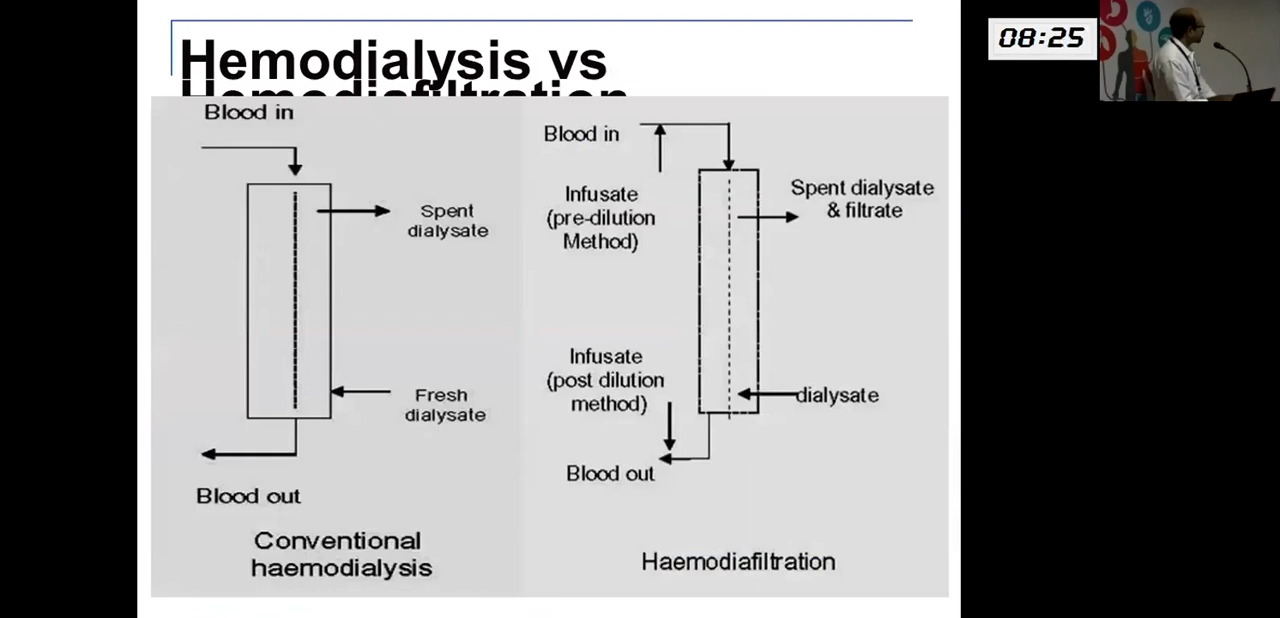 Hemodialysis vs
Hemodiafiltration
Blood in
Spent
dialysate
Fresh
dialysate
Blood out
Conventional
haemodialysis
Blood in
Infusate
(pre-dilution
Method)
Spent dialysate
& filtrate
Infusate
(post dilution
method)
dialysate
Blood out
Haemodiafiltration
08:25